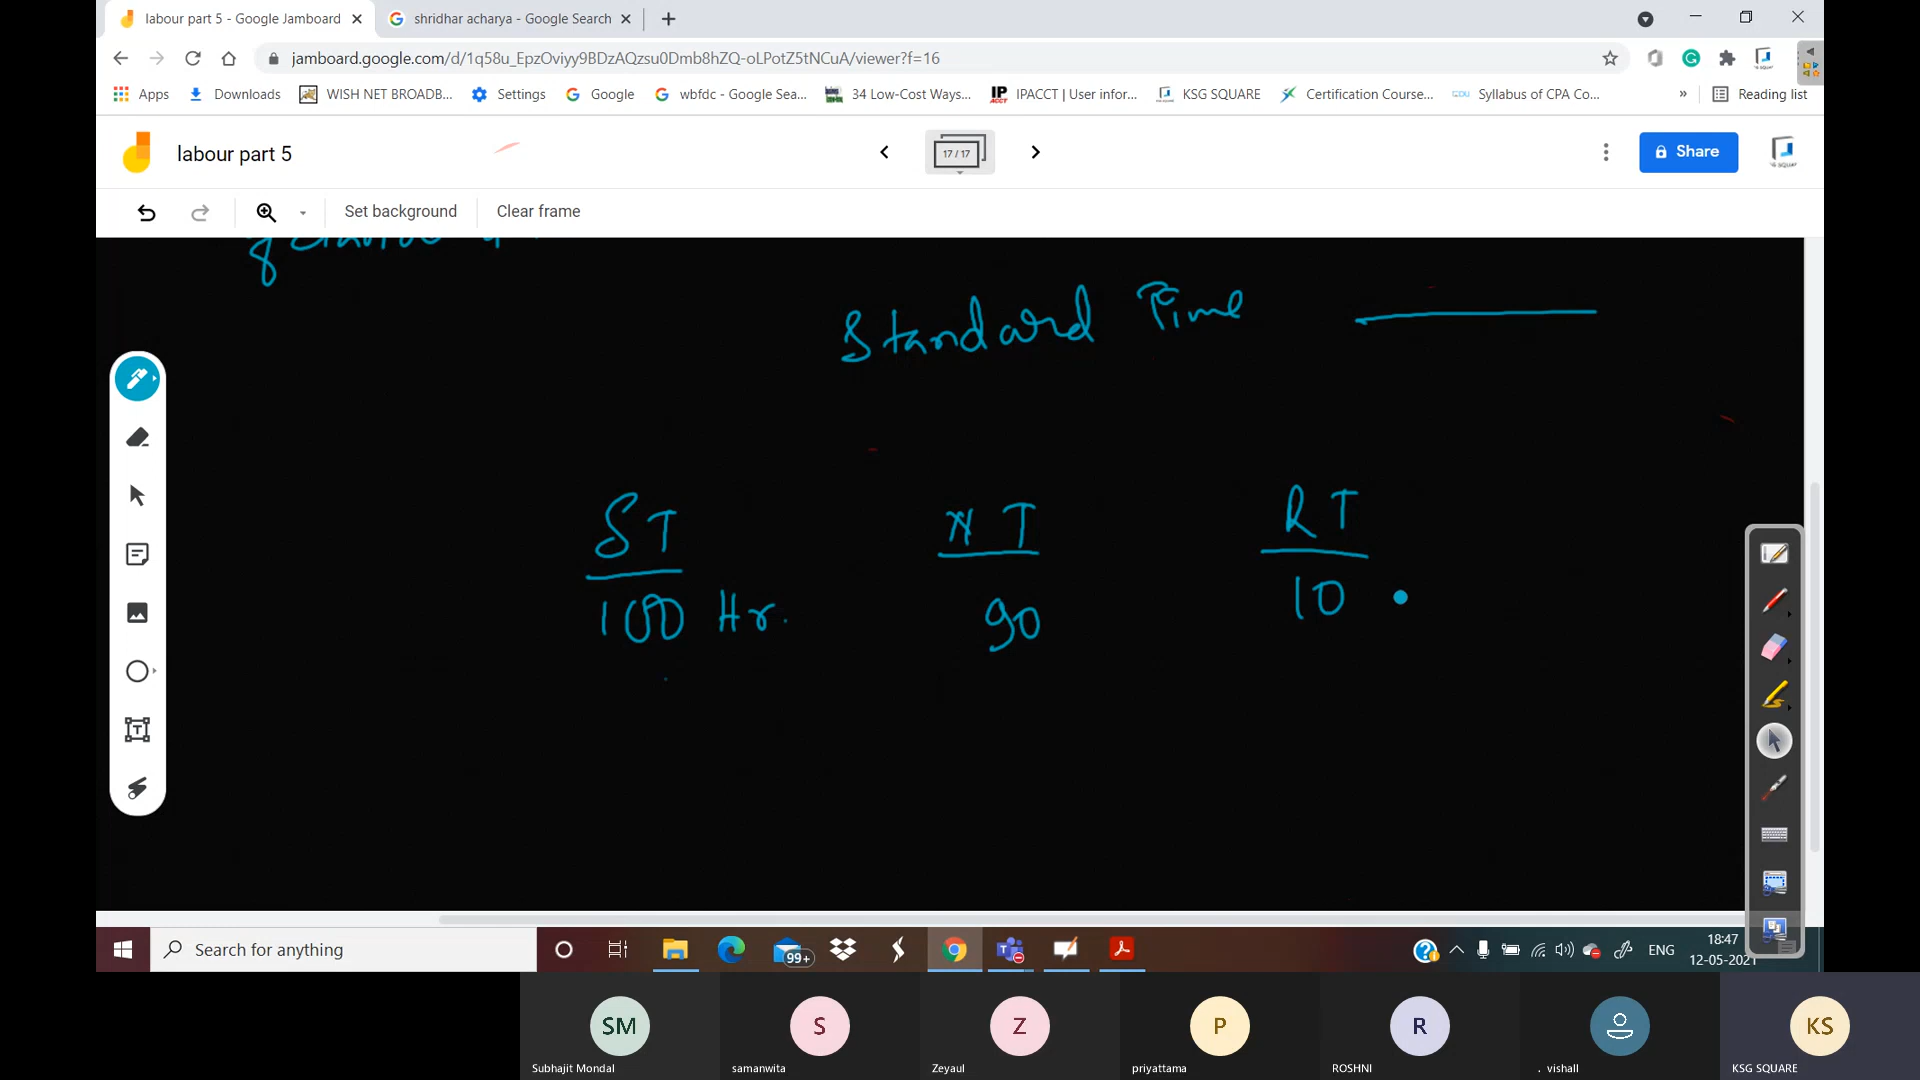 labour part 5 - Google Jamboard
shridhar acharya - Google Search
jamboard.google.com/d/1q58u_EpzOviyy9BDzAQzsu0Dmb8hZQ-oLPotZ5tNCuA/viewer?f=16
Apps Downloads WISH NET BROADB... Settings Google wbfdc - Google Sea... 34 Low-Cost Ways... IPACCT | User infor... KSG SQUARE Certification Course... Syllabus of CPA Co... » Reading list
labour part 5
17 / 17
Share
Set background Clear frame
Standard Time
ST NT RT
100 Hr. 90 10
Search for anything
99+
ENG
18:47
12-05-2021
SM S Z P R KS
Subhajit Mondal samanwita Zeyaul priyattama ROSHNI . vishall KSG SQUARE